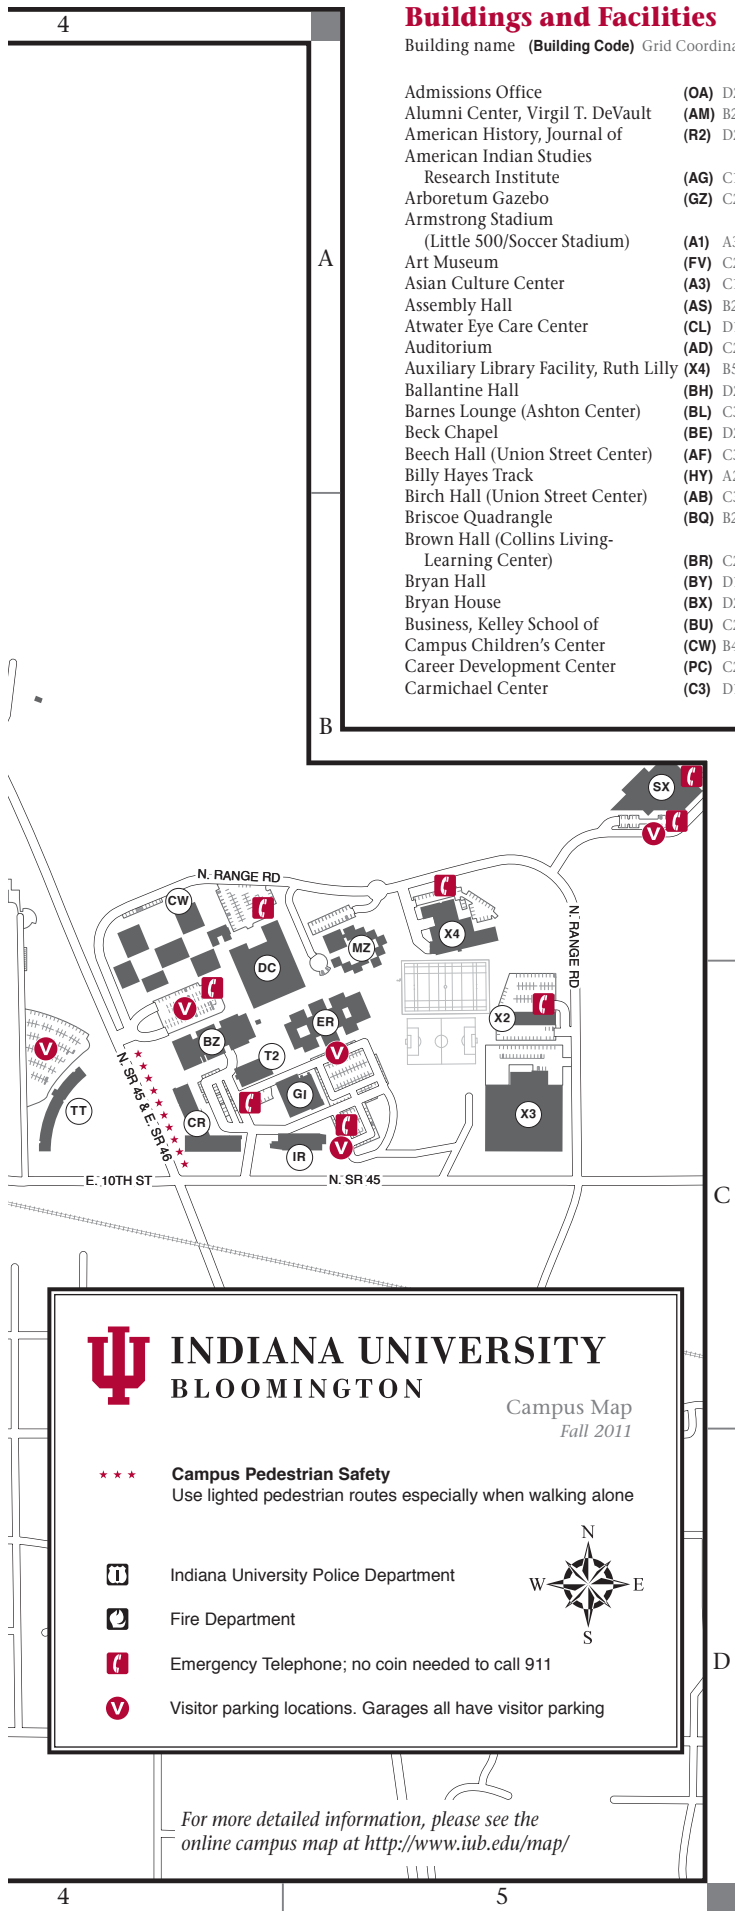 4
Buildings and Facilities
Building name (Building Code) Grid
Admissions Office (OA)
Alumni Center, Virgil T. DeVault (AM)
American History, Journal of (R2)
American Indian Studies
Research Institute (AG)
Arboretum Gazebo (GZ)
Armstrong Stadium
(Little 500/Soccer Stadium) (A1)
Art Museum (FV)
Asian Culture Center (A3)
Assembly Hall (AS)
Atwater Eye Care Center (CL)
Auditorium (AD)
Auxiliary Library Facility, Ruth Lilly (X4)
Ballantine Hall (BH)
Barnes Lounge (Ashton Center) (BL)
Beck Chapel (BE)
Beech Hall (Union Street Center) (AF)
Billy Hayes Track (HY)
Birch Hall (Union Street Center) (AB)
Briscoe Quadrangle (BQ)
Brown Hall (Collins Living-
Learning Center) (BR)
Bryan Hall (BY)
Bryan House (BX)
Business, Kelley School of (BU)
Campus Children's Center (CW)
Career Development Center (PC)
Carmichael Center (C3)
A
B
SX
V
N. RANGE RD
CW
X4
N. RANGE RD
MZ
DC
V
X2
ER
BZ
V
T2
V
GI
TT
CR
X3
N. SR 45 & E. SR 46
IR
V
E. 10TH ST
N. SR 45
C
INDIANA UNIVERSITY
BLOOMINGTON
Campus Map
Fall 2011
Campus Pedestrian Safety
Use lighted pedestrian routes especially when walking alone
N
W
E
S
Indiana University Police Department
Fire Department
Emergency Telephone; no coin needed to call 911
V
Visitor parking locations. Garages all have visitor parking
D
For more detailed information, please see the
online campus map at http://www.iub.edu/map/
4
5